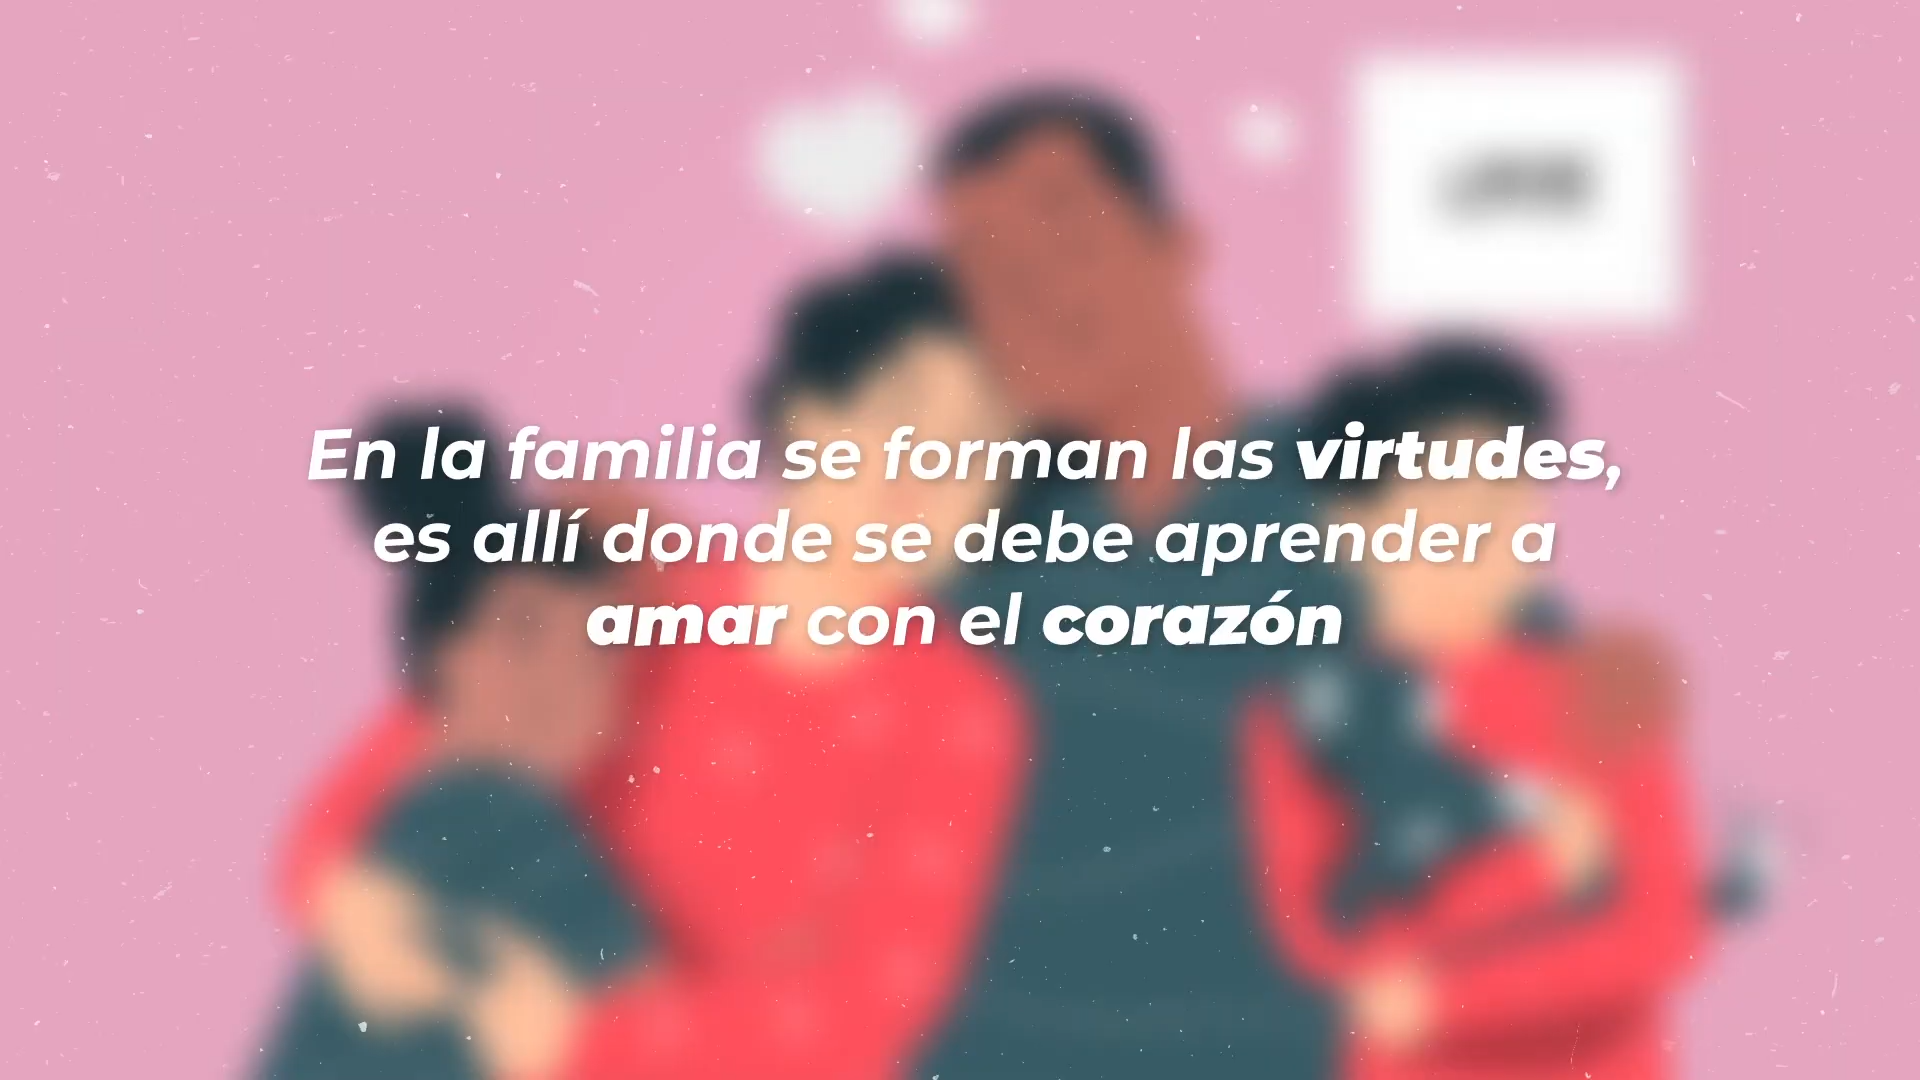 En la familia se forman las virtudes,
es allí donde se debe aprender a
amar con el corazón